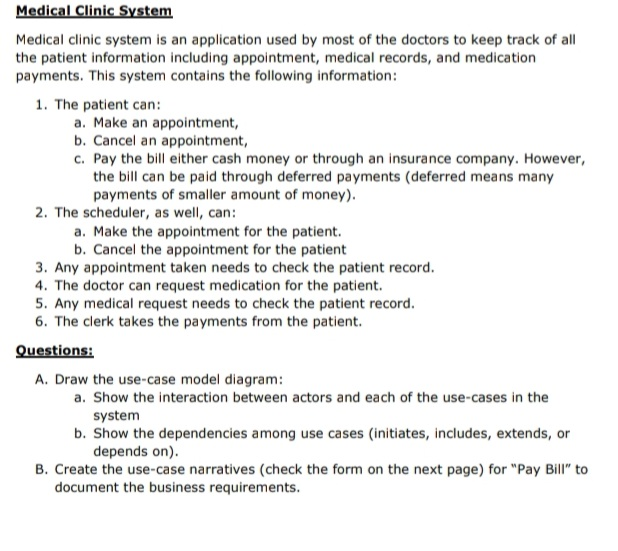 Medical Clinic System
Medical clinic system is an application used by most of the doctors to keep track of all
the patient information including appointment, medical records, and medication
payments. This system contains the following information:
1. The patient can:
a. Make an appointment,
b. Cancel an appointment,
c. Pay the bill either cash money or through an insurance company. However,
the bill can be paid through deferred payments (deferred means many
payments of smaller amount of money).
2. The scheduler, as well, can:
a. Make the appointment for the patient.
b. Cancel the appointment for the patient
3. Any appointment taken needs to check the patient record.
4. The doctor can request medication for the patient.
5. Any medical request needs to check the patient record.
6. The clerk takes the payments from the patient.
Questions:
A. Draw the use-case model diagram:
a. Show the interaction between actors and each of the use-cases in the
system
b. Show the dependencies among use cases (initiates, includes, extends, or
depends on).
B. Create the use-case narratives (check the form on the next page) for "Pay Bill" to
document the business requirements.